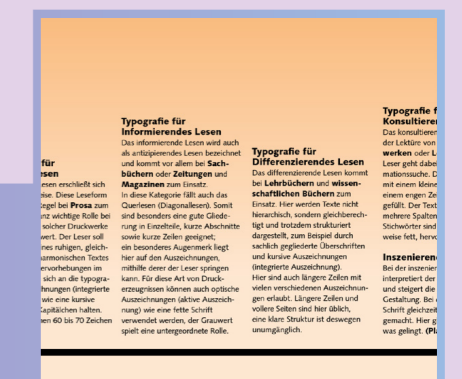 für
esen
esen erschließt sich
eise. Diese Leseform
egel bei Prosa zum
nz wichtige Rolle bei
solcher Druckwerke
wert. Der Leser soll
nes ruhigen, gleich-
armonischen Textes
ervorhebungen im
sich an die typogra-
hnungen (integrierte
wie eine kursive
Kapitälchen halten.
nen 60 bis 70 Zeichen
Typografie für
Informierendes Lesen
Das informierende Lesen wird auch
als antizipierendes Lesen bezeichnet
und kommt vor allem bei Sach-
büchern oder Zeitungen und
Magazinen zum Einsatz.
In diese Kategorie fällt auch das
Querlesen (Diagonallesen). Somit
sind besonders eine gute Gliede-
rung in Einzelteile, kurze Abschnitte
sowie kurze Zeilen geeignet;
ein besonderes Augenmerk liegt
hier auf den Auszeichnungen,
mithilfe derer der Leser springen
kann. Für diese Art von Druck-
erzeugnissen können auch optische
Auszeichnungen (aktive Auszeich-
nung) wie eine fette Schrift
verwendet werden, der Grauwert
spielt eine untergeordnete Rolle.
Typografie für
Differenzierendes Lesen
Das differenzierende Lesen kommt
bei Lehrbüchern und wissen-
schaftlichen Büchern zum
Einsatz. Hier werden Texte nicht
hierarchisch, sondern gleichberech-
tigt und trotzdem strukturiert
dargestellt, zum Beispiel durch
sachlich gegliederte Überschriften
und kursive Auszeichnungen
(integrierte Auszeichnung).
Hier sind auch längere Zeilen mit
vielen verschiedenen Auszeichnun-
gen erlaubt. Längere Zeilen und
vollere Seiten sind hier üblich,
eine klare Struktur ist deswegen
unumgänglich.
Typografie f
Konsultieren
Das konsultieren
der Lektüre von
werken oder L
Leser geht dabei
mationssuche. D
mit einem kleine
einem engen Ze
gefüllt. Der Text
mehrere Spalten
Stichwörter sind
weise fett, hervo
Inszenieren
Bei der inszenier
interpretiert der
und steigert die
Gestaltung. Bei
Schrift gleichzeit
gemacht. Hier g
was gelingt. (Pla